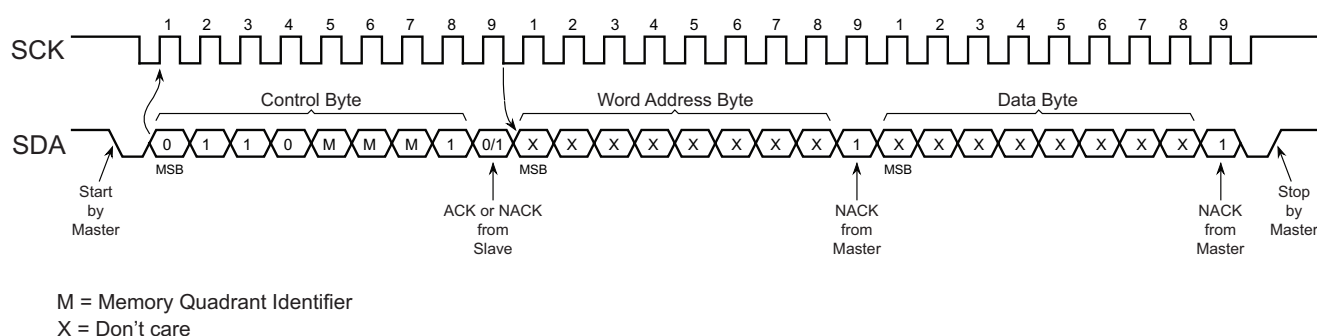 1 2 3 4 5 6 7 8 9 1 2 3 4 5 6 7 8 9 1 2 3 4 5 6 7 8 9
SCK
Control Byte Word Address Byte Data Byte
SDA 0 1 1 0 M M M 1 0/1 X X X X X X X X 1 X X X X X X X X 1
MSB MSB MSB
Start
by
Master
ACK or NACK
from
Slave
NACK
from
Master
NACK
from
Master
Stop
by
Master
M = Memory Quadrant Identifier
X = Don't care